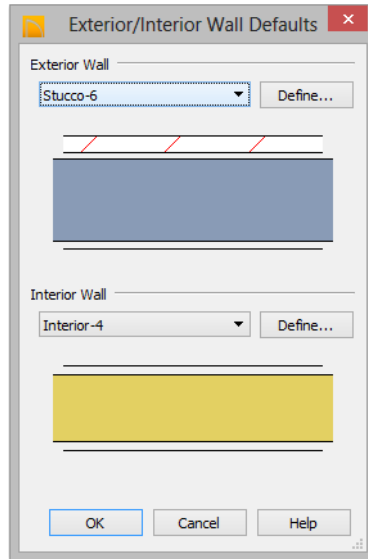 Exterior/Interior Wall Defaults
Exterior Wall
Stucco-6
Define...
Interior Wall
Interior-4
Define...
OK Cancel Help